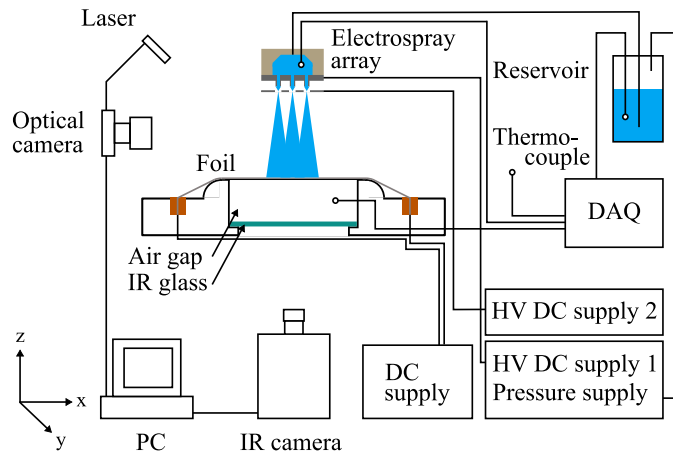 Laser
Electrospray
array
Reservoir
Optical
camera
Thermo-
couple
Foil
DAQ
Air gap
IR glass
HV DC supply 2
z
x
y
DC
supply
HV DC supply 1
Pressure supply
PC
IR camera